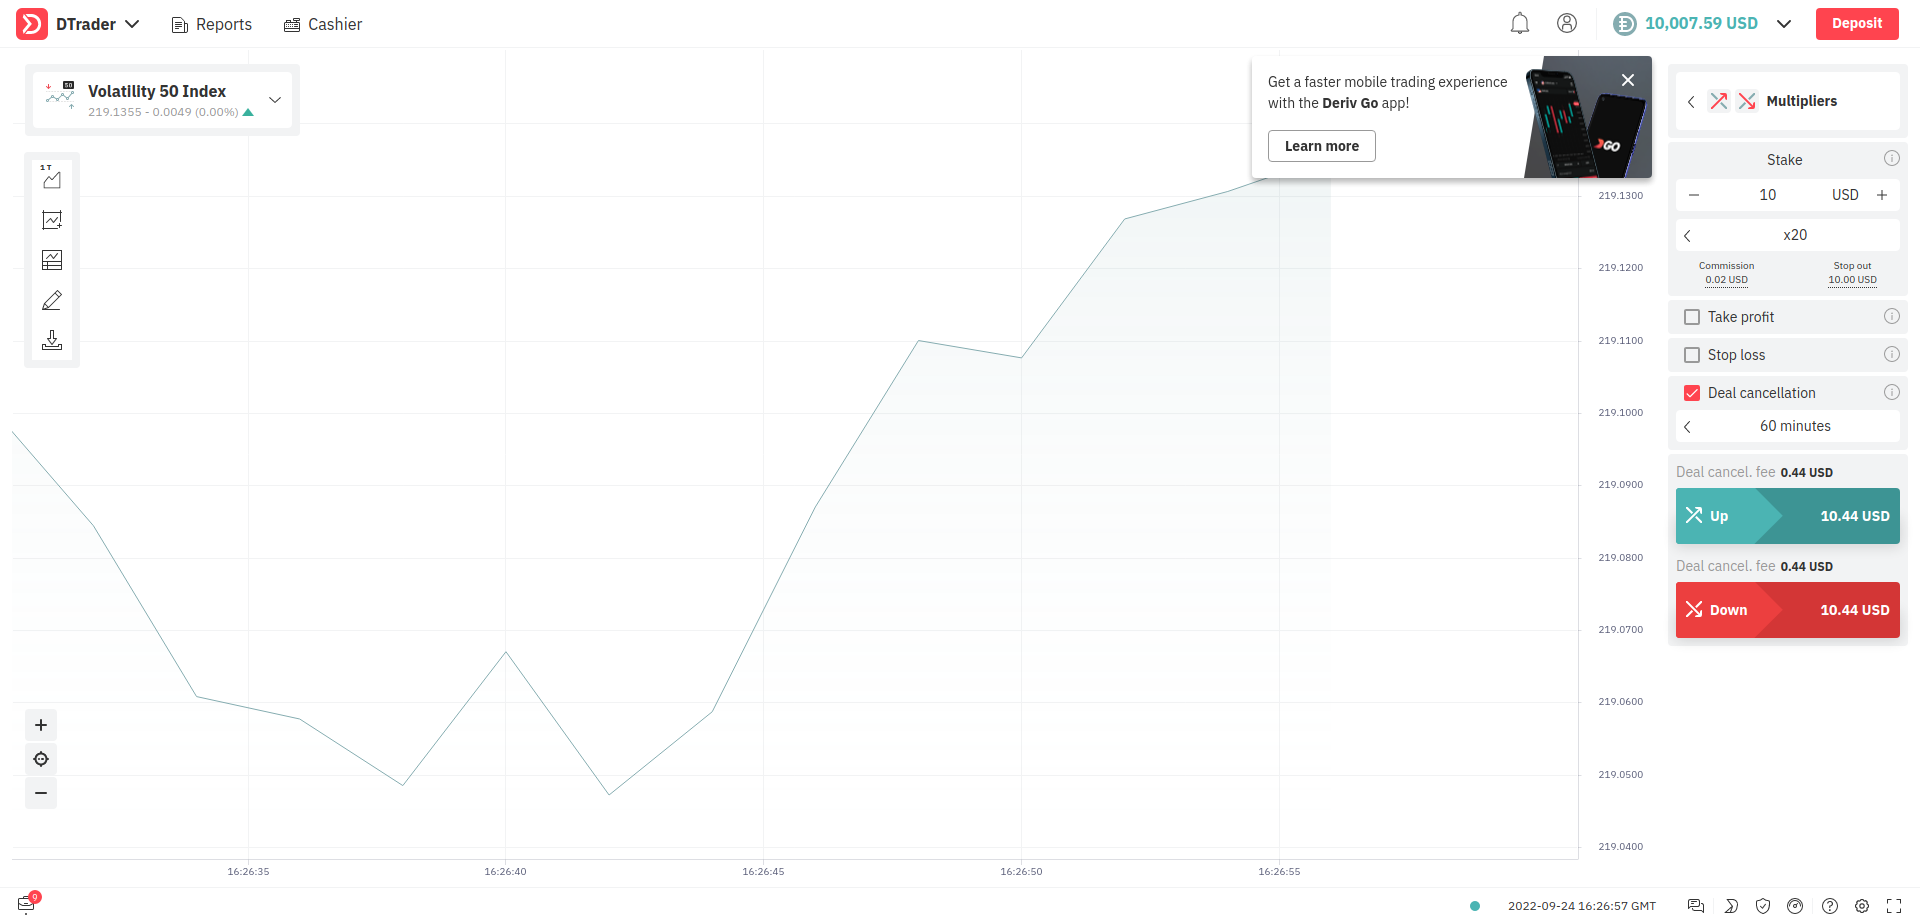 DTrader
Reports
Cashier
10,007.59 USD
Deposit
50
Volatility 50 Index
219.1355 - 0.0049 (0.00%)
Get a faster mobile trading experience
with the Deriv Go app!
Learn more
GO
1 T
219.1300
219.1200
219.1100
219.1000
219.0900
219.0800
219.0700
219.0600
219.0500
219.0400
16:26:35
16:26:40
16:26:45
16:26:50
16:26:55
Multipliers
Stake
10 USD
x20
Commission
0.02 USD
Stop out
10.00 USD
Take profit
Stop loss
Deal cancellation
60 minutes
Deal cancel. fee 0.44 USD
Up 10.44 USD
Deal cancel. fee 0.44 USD
Down 10.44 USD
9
2022-09-24 16:26:57 GMT